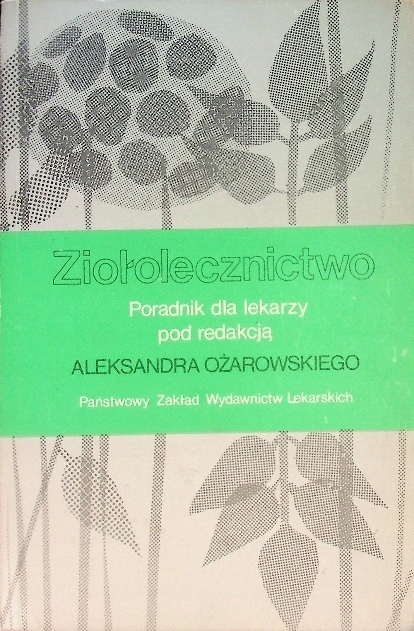 Ziołolecznictwo
Poradnik dla lekarzy
pod redakcją
ALEKSANDRA OŻAROWSKIEGO
Państwowy Zakład Wydawnictw Lekarskich